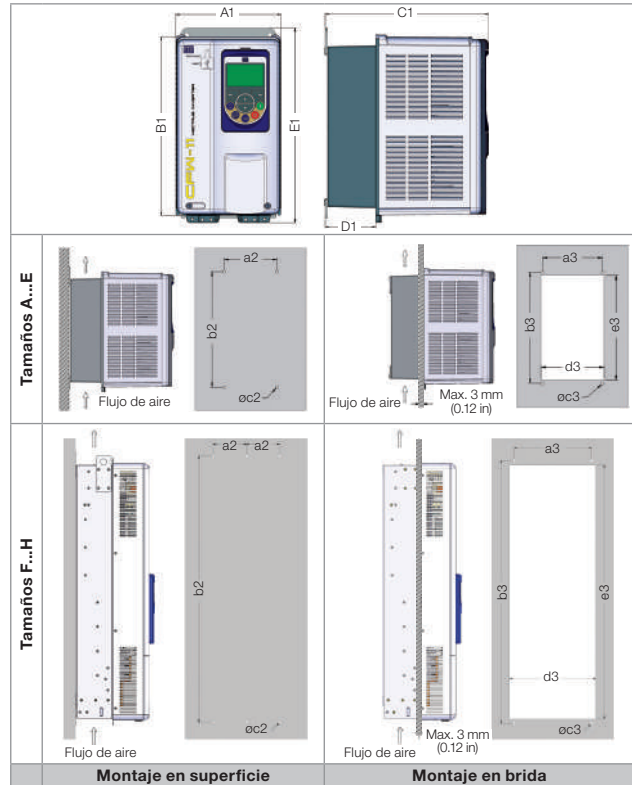 A1
C1
B1
E1
CFW-11
D1
Tamaños A...E
a2
b2
øc2
Flujo de aire
a3
b3
e3
d3
øc3
Flujo de aire
Max. 3 mm
(0.12 in)
Tamaños F...H
a2
a2
b2
øc2
Flujo de aire
a3
b3
e3
d3
øc3
Max. 3 mm
(0.12 in)
Flujo de aire
Montaje en superficie
Montaje en brida